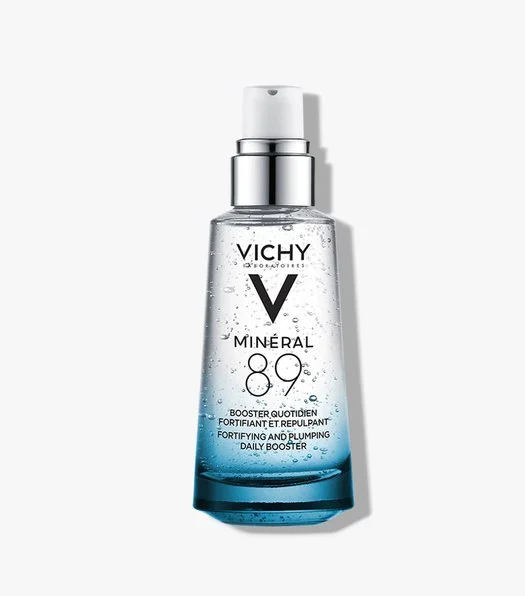 VICHY
LABORATOIRES
V
MINÉRAL
89
BOOSTER QUOTIDIEN
FORTIFIANT ET REPULPANT
FORTIFYING AND PLUMPING
DAILY BOOSTER